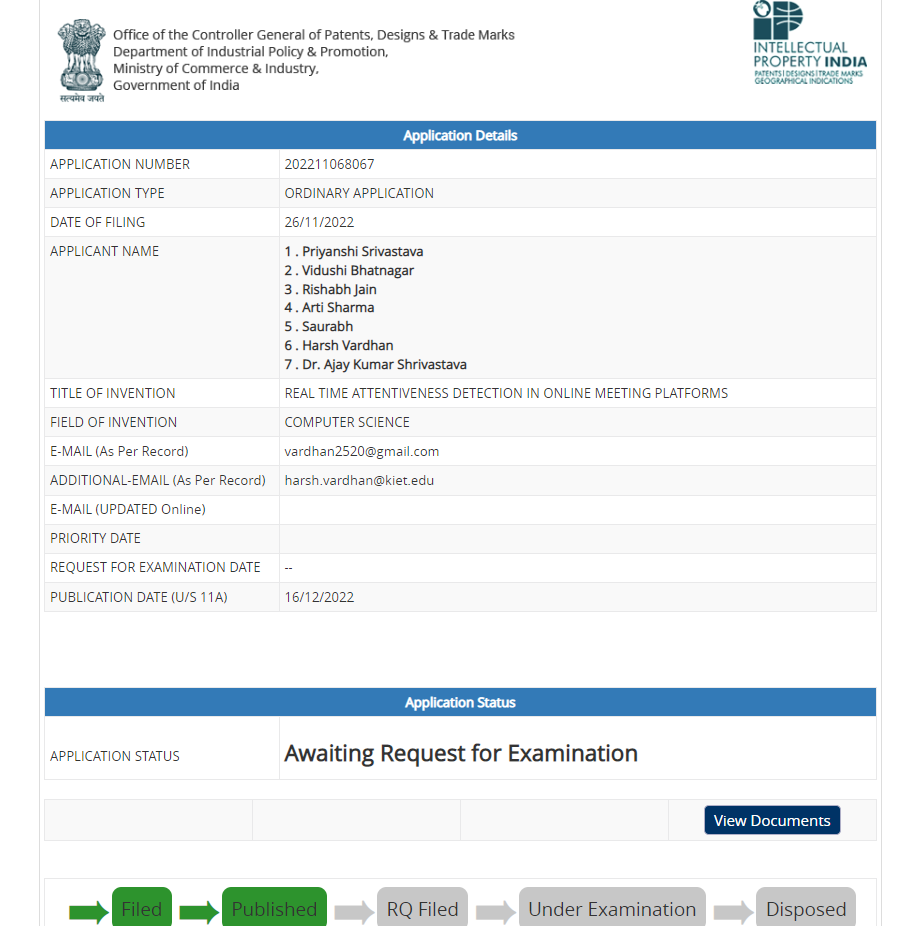 Office of the Controller General of Patents, Designs & Trade Marks
Department of Industrial Policy & Promotion,
Ministry of Commerce & Industry,
Government of India
सत्यमेव जयते
INTELLECTUAL
PROPERTY INDIA
PATENTS | DESIGNS | TRADE MARKS
GEOGRAPHICAL INDICATIONS
Application Details
APPLICATION NUMBER 202211068067
APPLICATION TYPE ORDINARY APPLICATION
DATE OF FILING 26/11/2022
APPLICANT NAME 1 . Priyanshi Srivastava
2 . Vidushi Bhatnagar
3 . Rishabh Jain
4 . Arti Sharma
5 . Saurabh
6 . Harsh Vardhan
7 . Dr. Ajay Kumar Shrivastava
TITLE OF INVENTION REAL TIME ATTENTIVENESS DETECTION IN ONLINE MEETING PLATFORMS
FIELD OF INVENTION COMPUTER SCIENCE
E-MAIL (As Per Record) vardhan2520@gmail.com
ADDITIONAL-EMAIL (As Per Record) harsh.vardhan@kiet.edu
E-MAIL (UPDATED Online)
PRIORITY DATE
REQUEST FOR EXAMINATION DATE --
PUBLICATION DATE (U/S 11A) 16/12/2022
Application Status
APPLICATION STATUS Awaiting Request for Examination
View Documents
Filed Published RQ Filed Under Examination Disposed